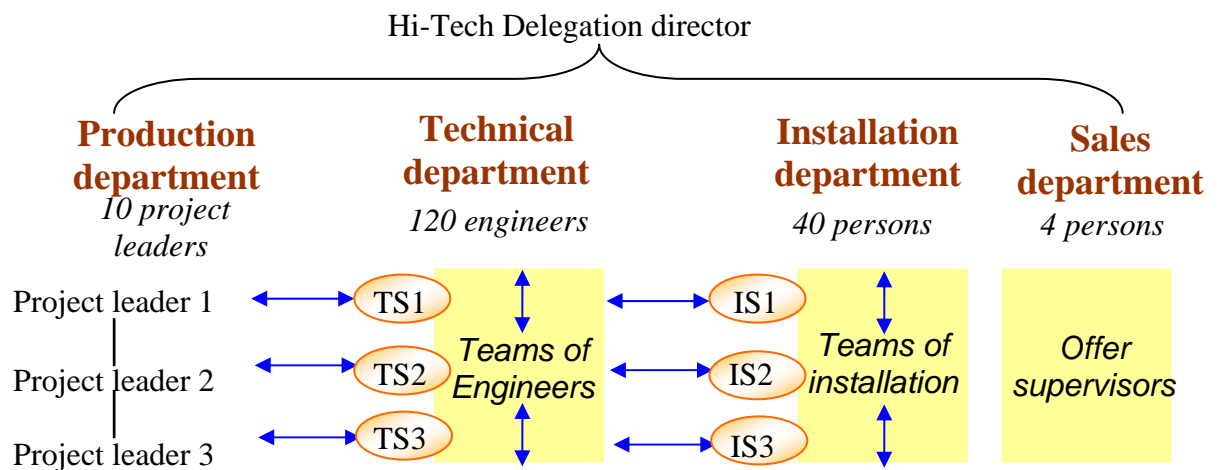 Hi-Tech Delegation director
Production
department
10 project
leaders
Technical
department
120 engineers
Installation
department
40 persons
Sales
department
4 persons
Project leader 1
TS1
IS1
Project leader 2
TS2
IS2
Project leader 3
TS3
IS3
Teams of
Engineers
Teams of
installation
Offer
supervisors